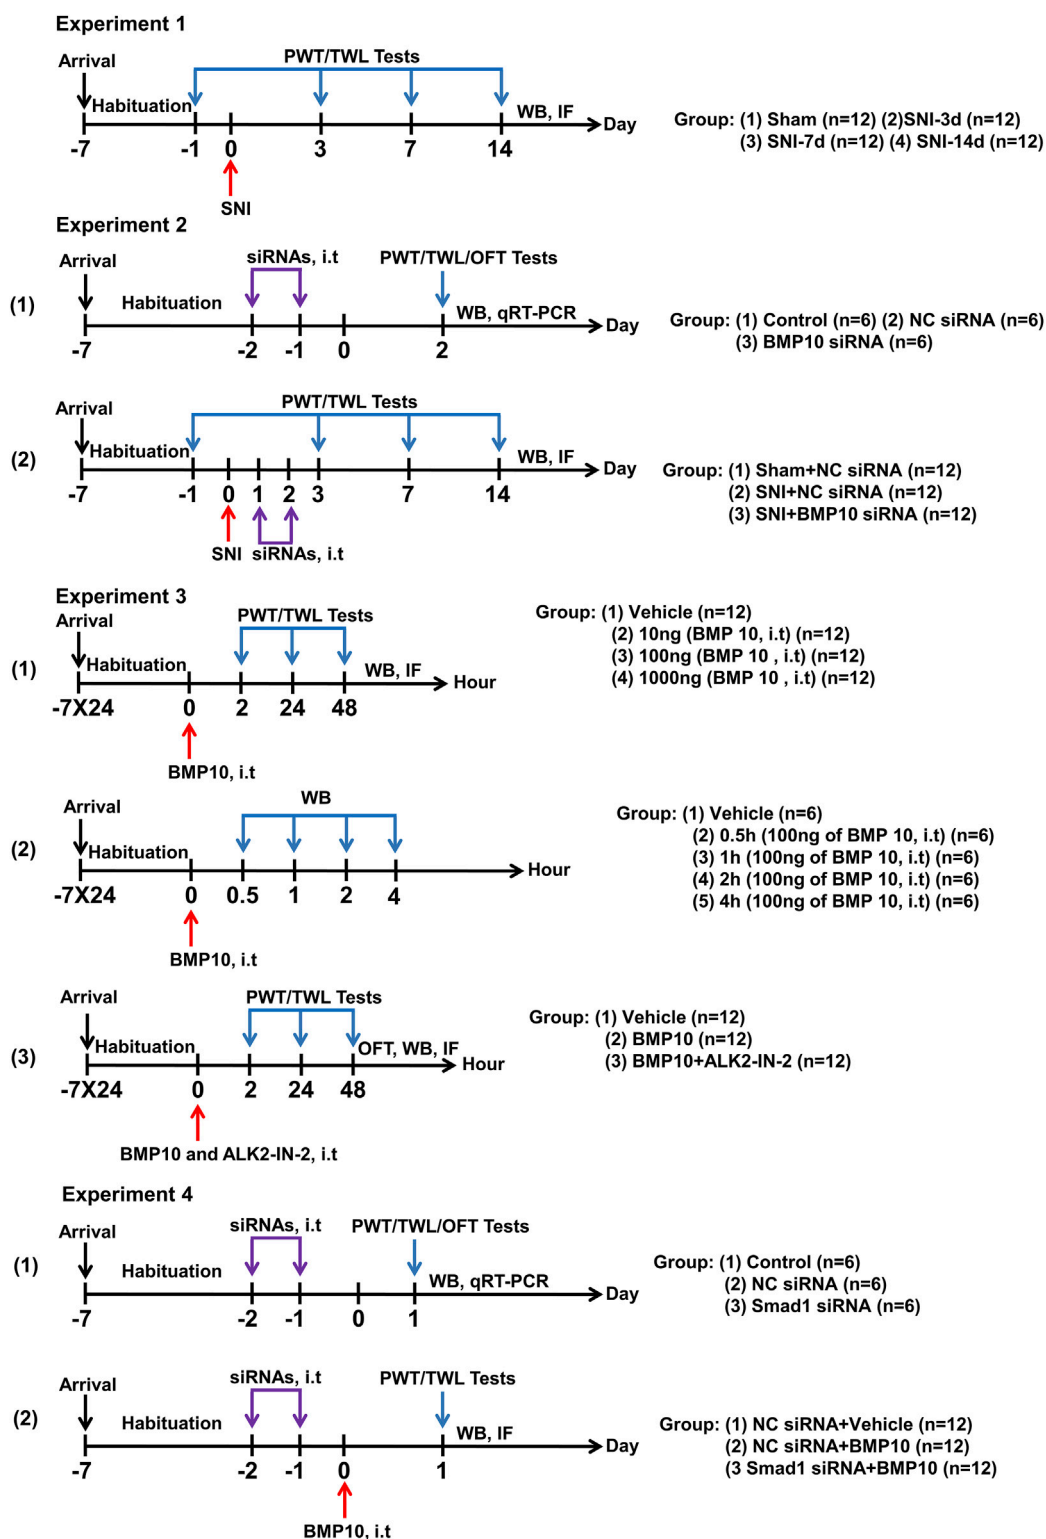 Experiment 1
Arrival
PWT/TWL Tests
Habituation
WB, IF
Day
-7 -1 0 3 7 14
SNI
Group: (1) Sham (n=12) (2)SNI-3d (n=12)
(3) SNI-7d (n=12) (4) SNI-14d (n=12)
Experiment 2
(1)
Arrival
siRNAs, i.t
PWT/TWL/OFT Tests
Habituation
WB, qRT-PCR
Day
-7 -2 -1 0 2
Group: (1) Control (n=6) (2) NC siRNA (n=6)
(3) BMP10 siRNA (n=6)
(2)
Arrival
PWT/TWL Tests
Habituation
WB, IF
Day
-7 -1 0 1 2 3 7 14
SNI siRNAs, i.t
Group: (1) Sham+NC siRNA (n=12)
(2) SNI+NC siRNA (n=12)
(3) SNI+BMP10 siRNA (n=12)
Experiment 3
(1)
Arrival
PWT/TWL Tests
Habituation
WB, IF
Hour
-7X24 0 2 24 48
BMP10, i.t
Group: (1) Vehicle (n=12)
(2) 10ng (BMP 10, i.t) (n=12)
(3) 100ng (BMP 10 , i.t) (n=12)
(4) 1000ng (BMP 10 , i.t) (n=12)
(2)
Arrival
WB
Habituation
Hour
-7X24 0 0.5 1 2 4
BMP10, i.t
Group: (1) Vehicle (n=6)
(2) 0.5h (100ng of BMP 10, i.t) (n=6)
(3) 1h (100ng of BMP 10, i.t) (n=6)
(4) 2h (100ng of BMP 10, i.t) (n=6)
(5) 4h (100ng of BMP 10, i.t) (n=6)
(3)
Arrival
PWT/TWL Tests
Habituation
OFT, WB, IF
Hour
-7X24 0 2 24 48
BMP10 and ALK2-IN-2, i.t
Group: (1) Vehicle (n=12)
(2) BMP10 (n=12)
(3) BMP10+ALK2-IN-2 (n=12)
Experiment 4
(1)
Arrival
siRNAs, i.t
PWT/TWL/OFT Tests
Habituation
WB, qRT-PCR
Day
-7 -2 -1 0 1
Group: (1) Control (n=6)
(2) NC siRNA (n=6)
(3) Smad1 siRNA (n=6)
(2)
Arrival
siRNAs, i.t
PWT/TWL Tests
Habituation
WB, IF
Day
-7 -2 -1 0 1
BMP10, i.t
Group: (1) NC siRNA+Vehicle (n=12)
(2) NC siRNA+BMP10 (n=12)
(3 Smad1 siRNA+BMP10 (n=12)